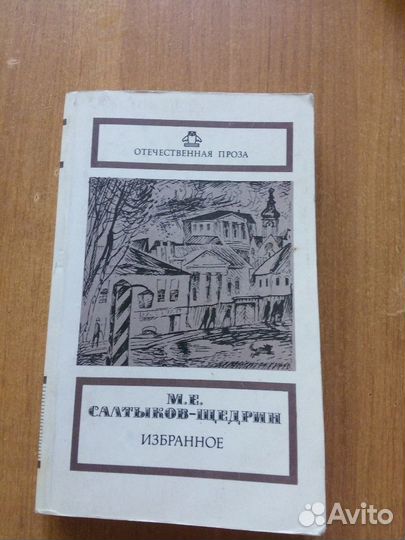 ОТЕЧЕСТВЕННАЯ ПРОЗА
М.Е.
САЛТЫКОВ-ЩЕДРИН
ИЗБРАННОЕ
Avito